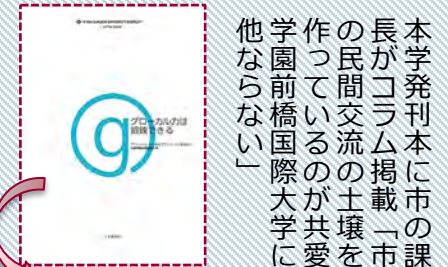 本学発刊本に市の課
長がコラム掲載「市
の民間交流の土壌を
作っているのが共愛
学園前橋国際大学に
他ならない」
g
グローカル力は
鍛錬できる